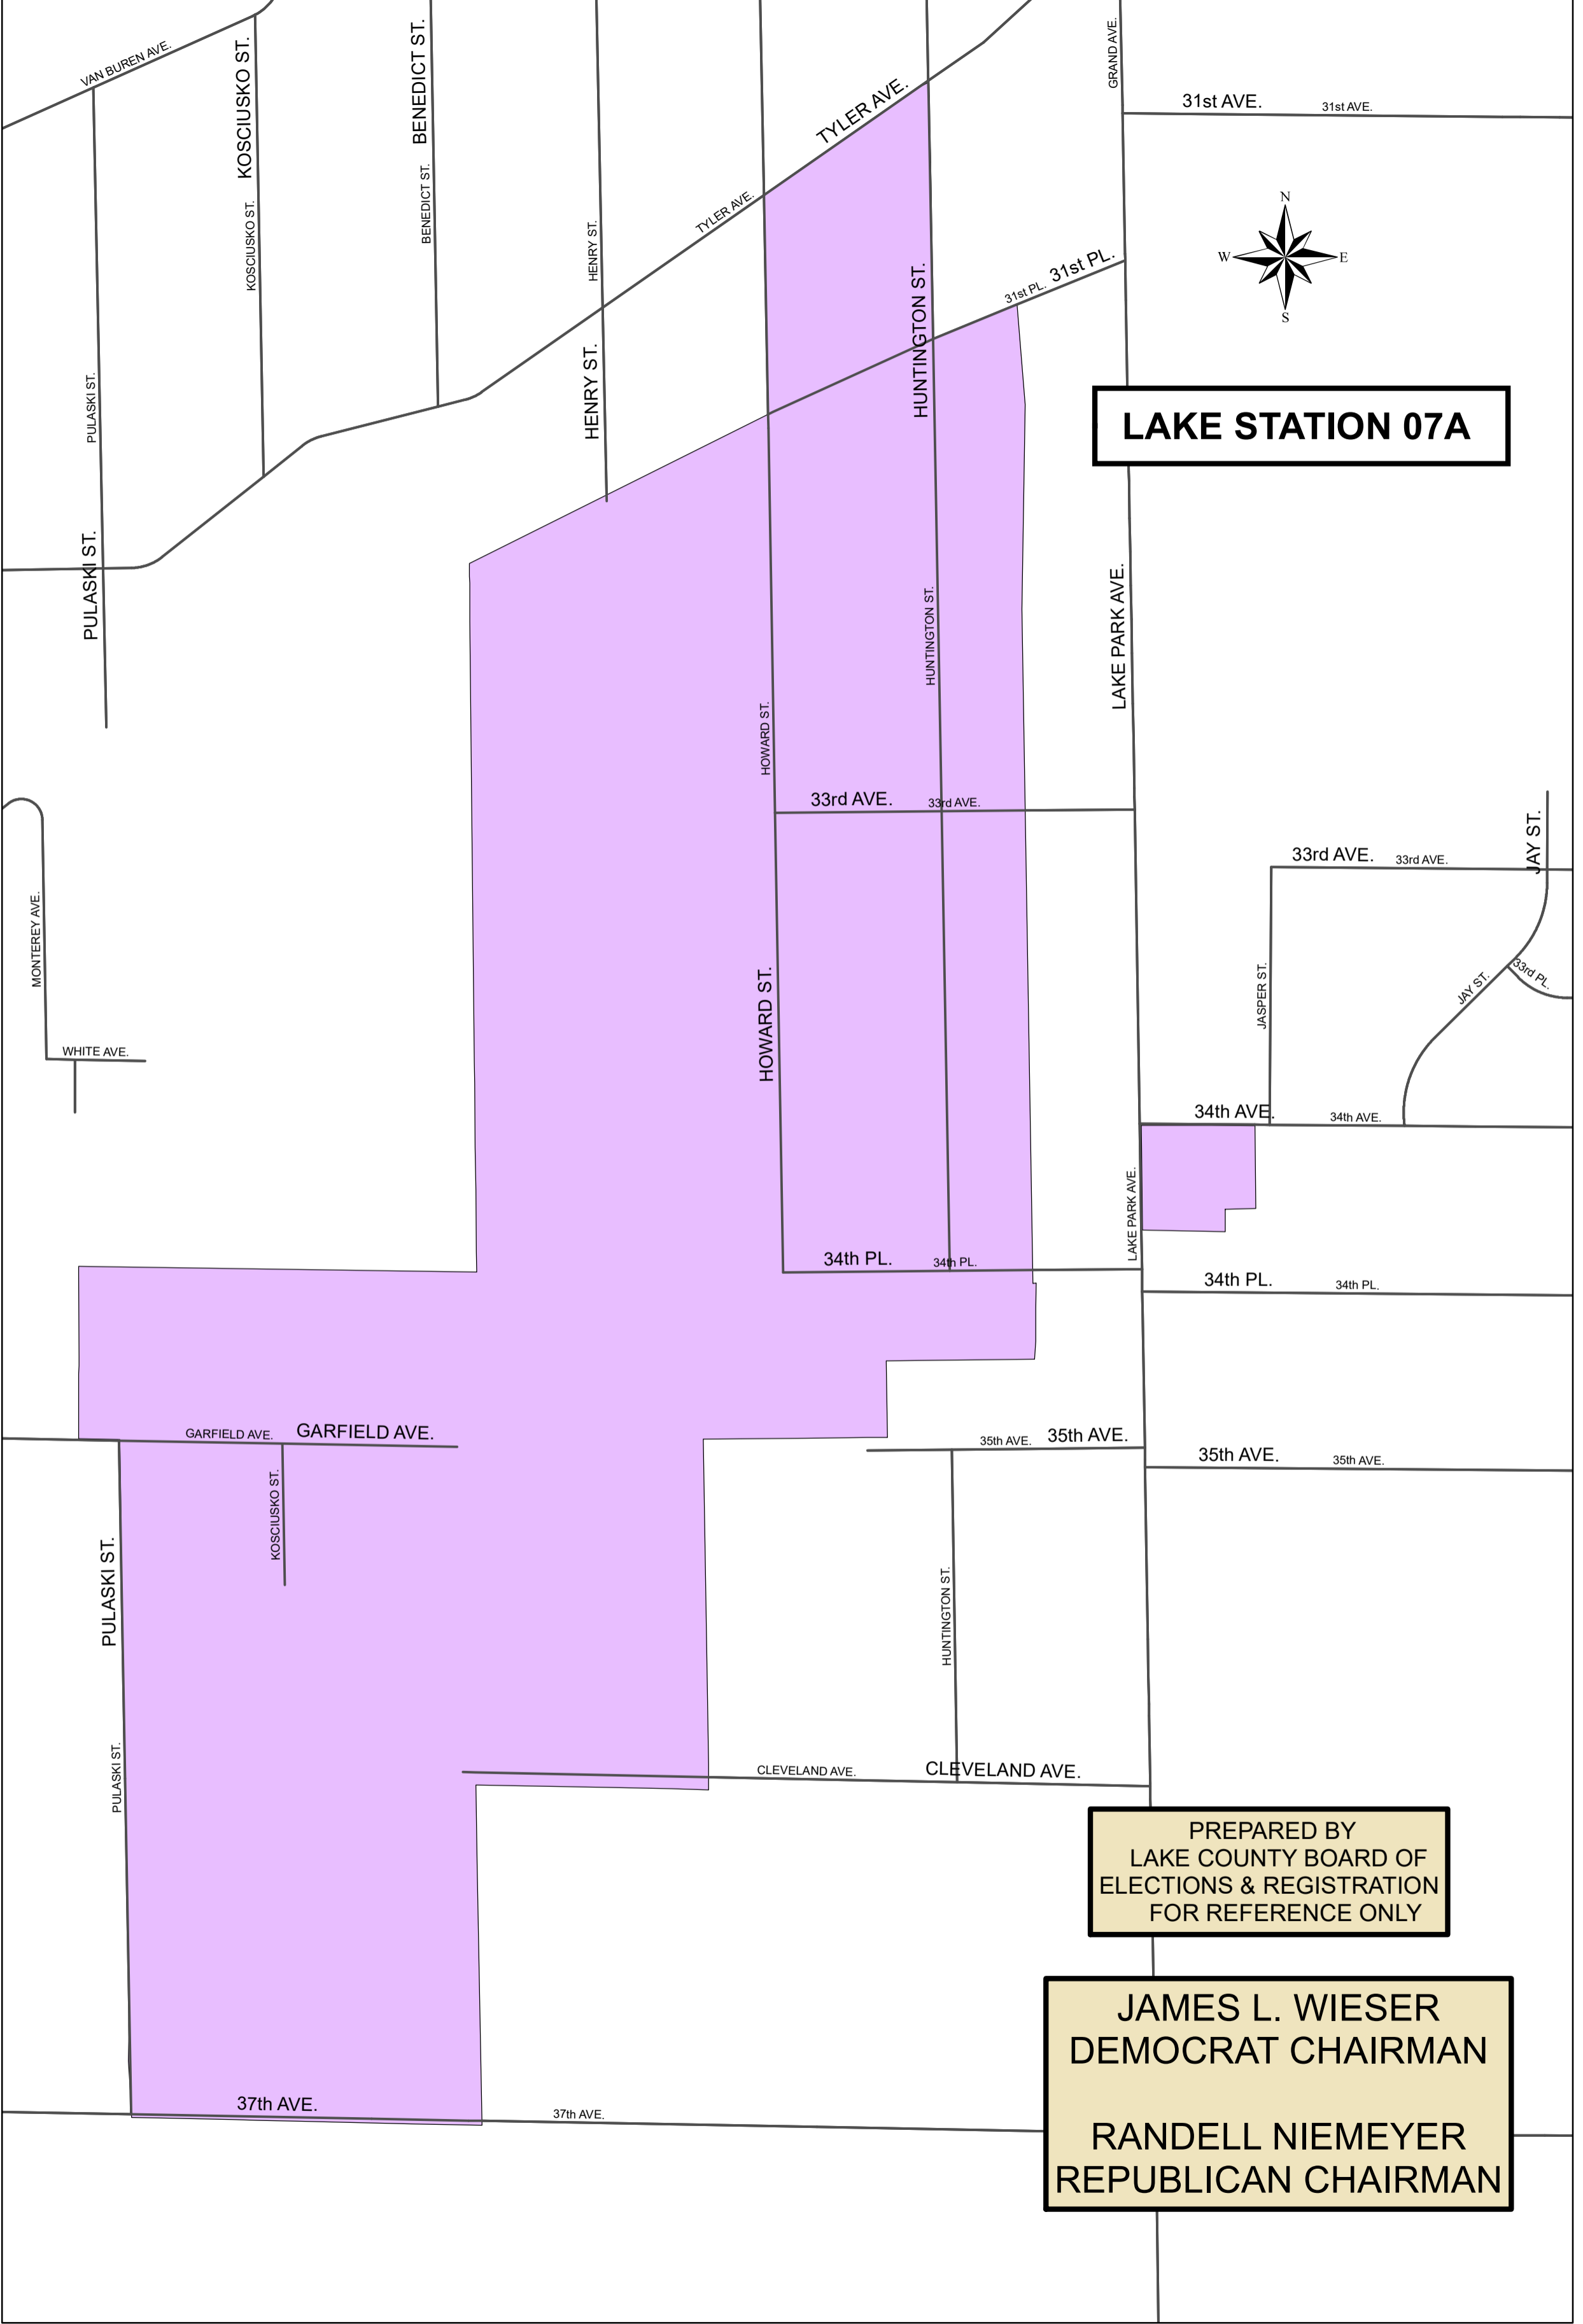 VAN BUREN AVE.
KOSCIUSKO ST.
BENEDICT ST.
GRAND AVE.
TYLER AVE.
31st AVE.
31st AVE.
KOSCIUSKO ST.
BENEDICT ST.
HENRY ST.
TYLER AVE.
N
W
E
S
31st PL.
31st PL.
HUNTINGTON ST.
PULASKI ST.
HENRY ST.
LAKE STATION 07A
PULASKI ST.
HUNTINGTON ST.
LAKE PARK AVE.
HOWARD ST.
33rd AVE.
33rd AVE.
JAY ST.
33rd AVE.
33rd AVE.
MONTEREY AVE.
HOWARD ST.
JASPER ST.
JAY ST.
33rd PL.
WHITE AVE.
34th AVE.
34th AVE.
LAKE PARK AVE.
34th PL.
34th PL.
34th PL.
34th PL.
GARFIELD AVE.
GARFIELD AVE.
35th AVE.
35th AVE.
35th AVE.
35th AVE.
KOSCIUSKO ST.
PULASKI ST.
HUNTINGTON ST.
PULASKI ST.
CLEVELAND AVE.
CLEVELAND AVE.
PREPARED BY
LAKE COUNTY BOARD OF
ELECTIONS & REGISTRATION
FOR REFERENCE ONLY
JAMES L. WIESER
DEMOCRAT CHAIRMAN
RANDELL NIEMEYER
REPUBLICAN CHAIRMAN
37th AVE.
37th AVE.